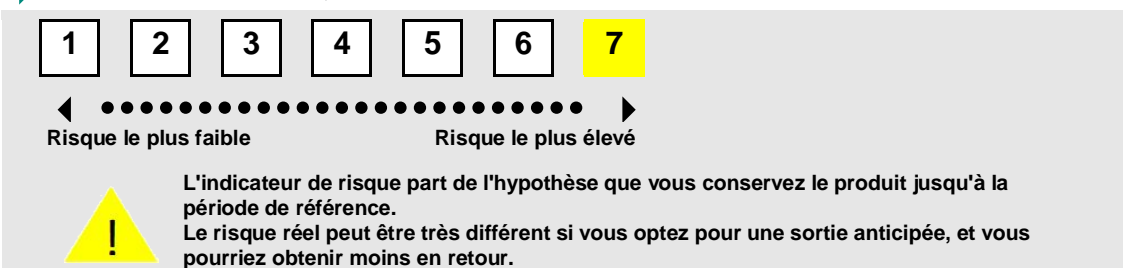 1 2 3 4 5 6 7
Risque le plus faible Risque le plus élevé
L'indicateur de risque part de l'hypothèse que vous conservez le produit jusqu'à la
période de référence.
! Le risque réel peut être très différent si vous optez pour une sortie anticipée, et vous
pourriez obtenir moins en retour.